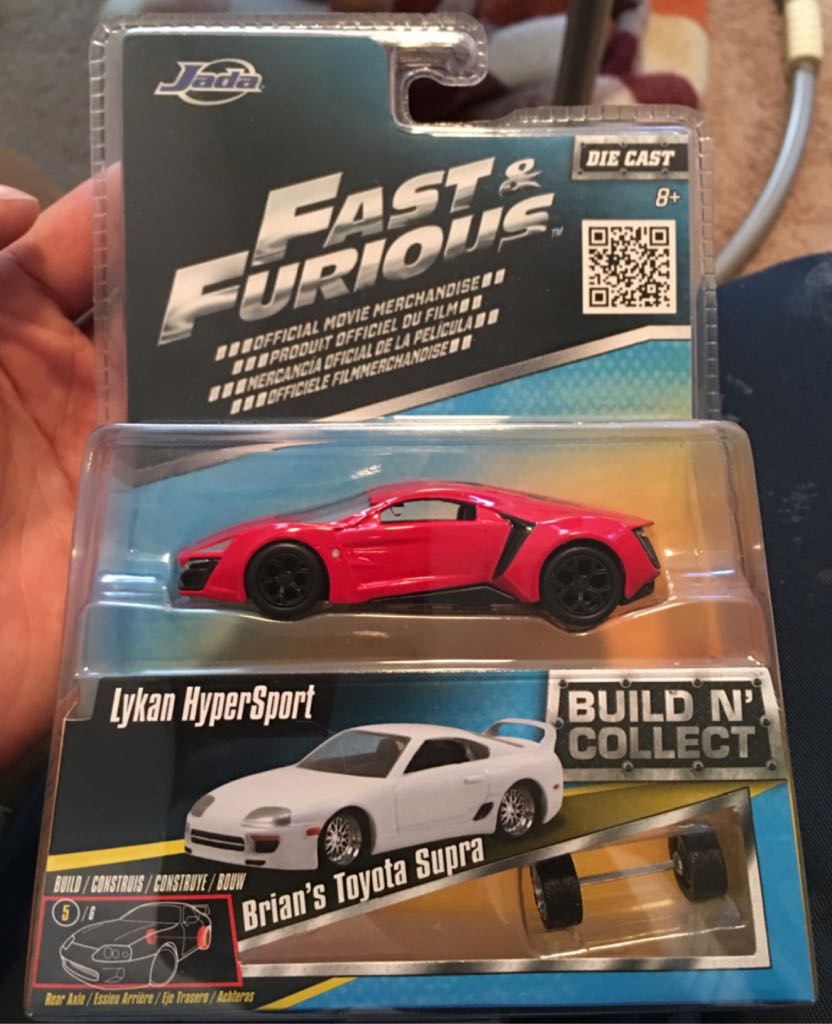 Jada
DIE CAST
8+
FAST &
FURIOUS™
OFFICIAL MOVIE MERCHANDISE
PRODUIT OFFICIEL DU FILM
MERCANCÍA OFICIAL DE LA PELÍCULA
OFFICIELE FILMMERCHANDISE
Lykan HyperSport
BUILD N'
COLLECT
Brian's Toyota Supra
BUILD / CONSTRUIS / CONSTRUYE / BOUW
5 / 6
Rear Axle / Essieu Arrière / Eje Trasero / Achteras